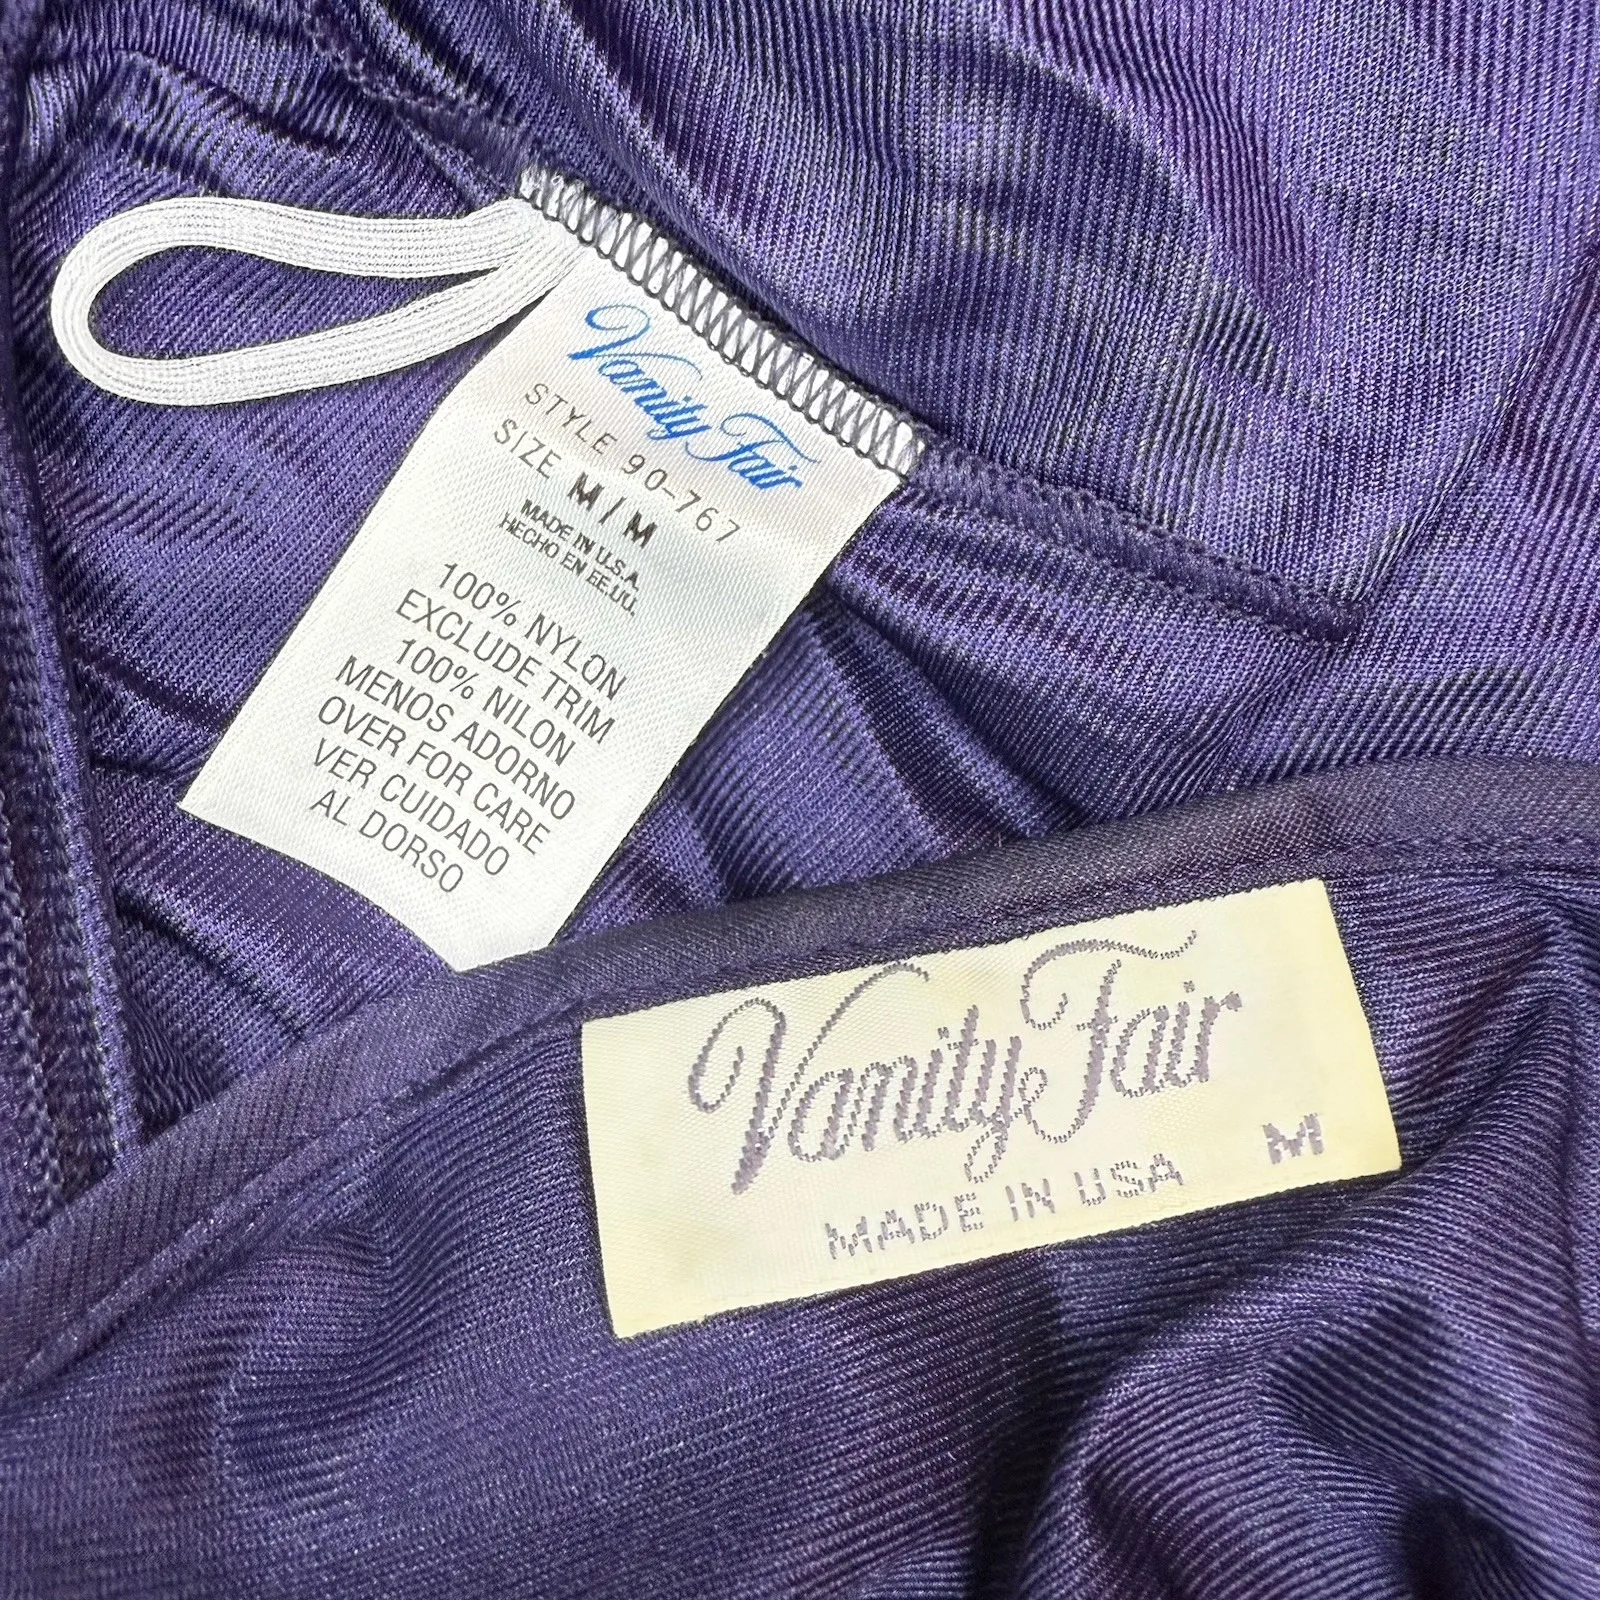 Vanity Fair
STYLE 90-767
SIZE M/M
MADE IN U.S.A.
HECHO EN EE.UU.
100% NYLON
EXCLUDE TRIM
100% NILON
MENOS ADORNO
OVER FOR CARE
VER CUIDADO
AL DORSO
Vanity Fair
MADE IN USA M